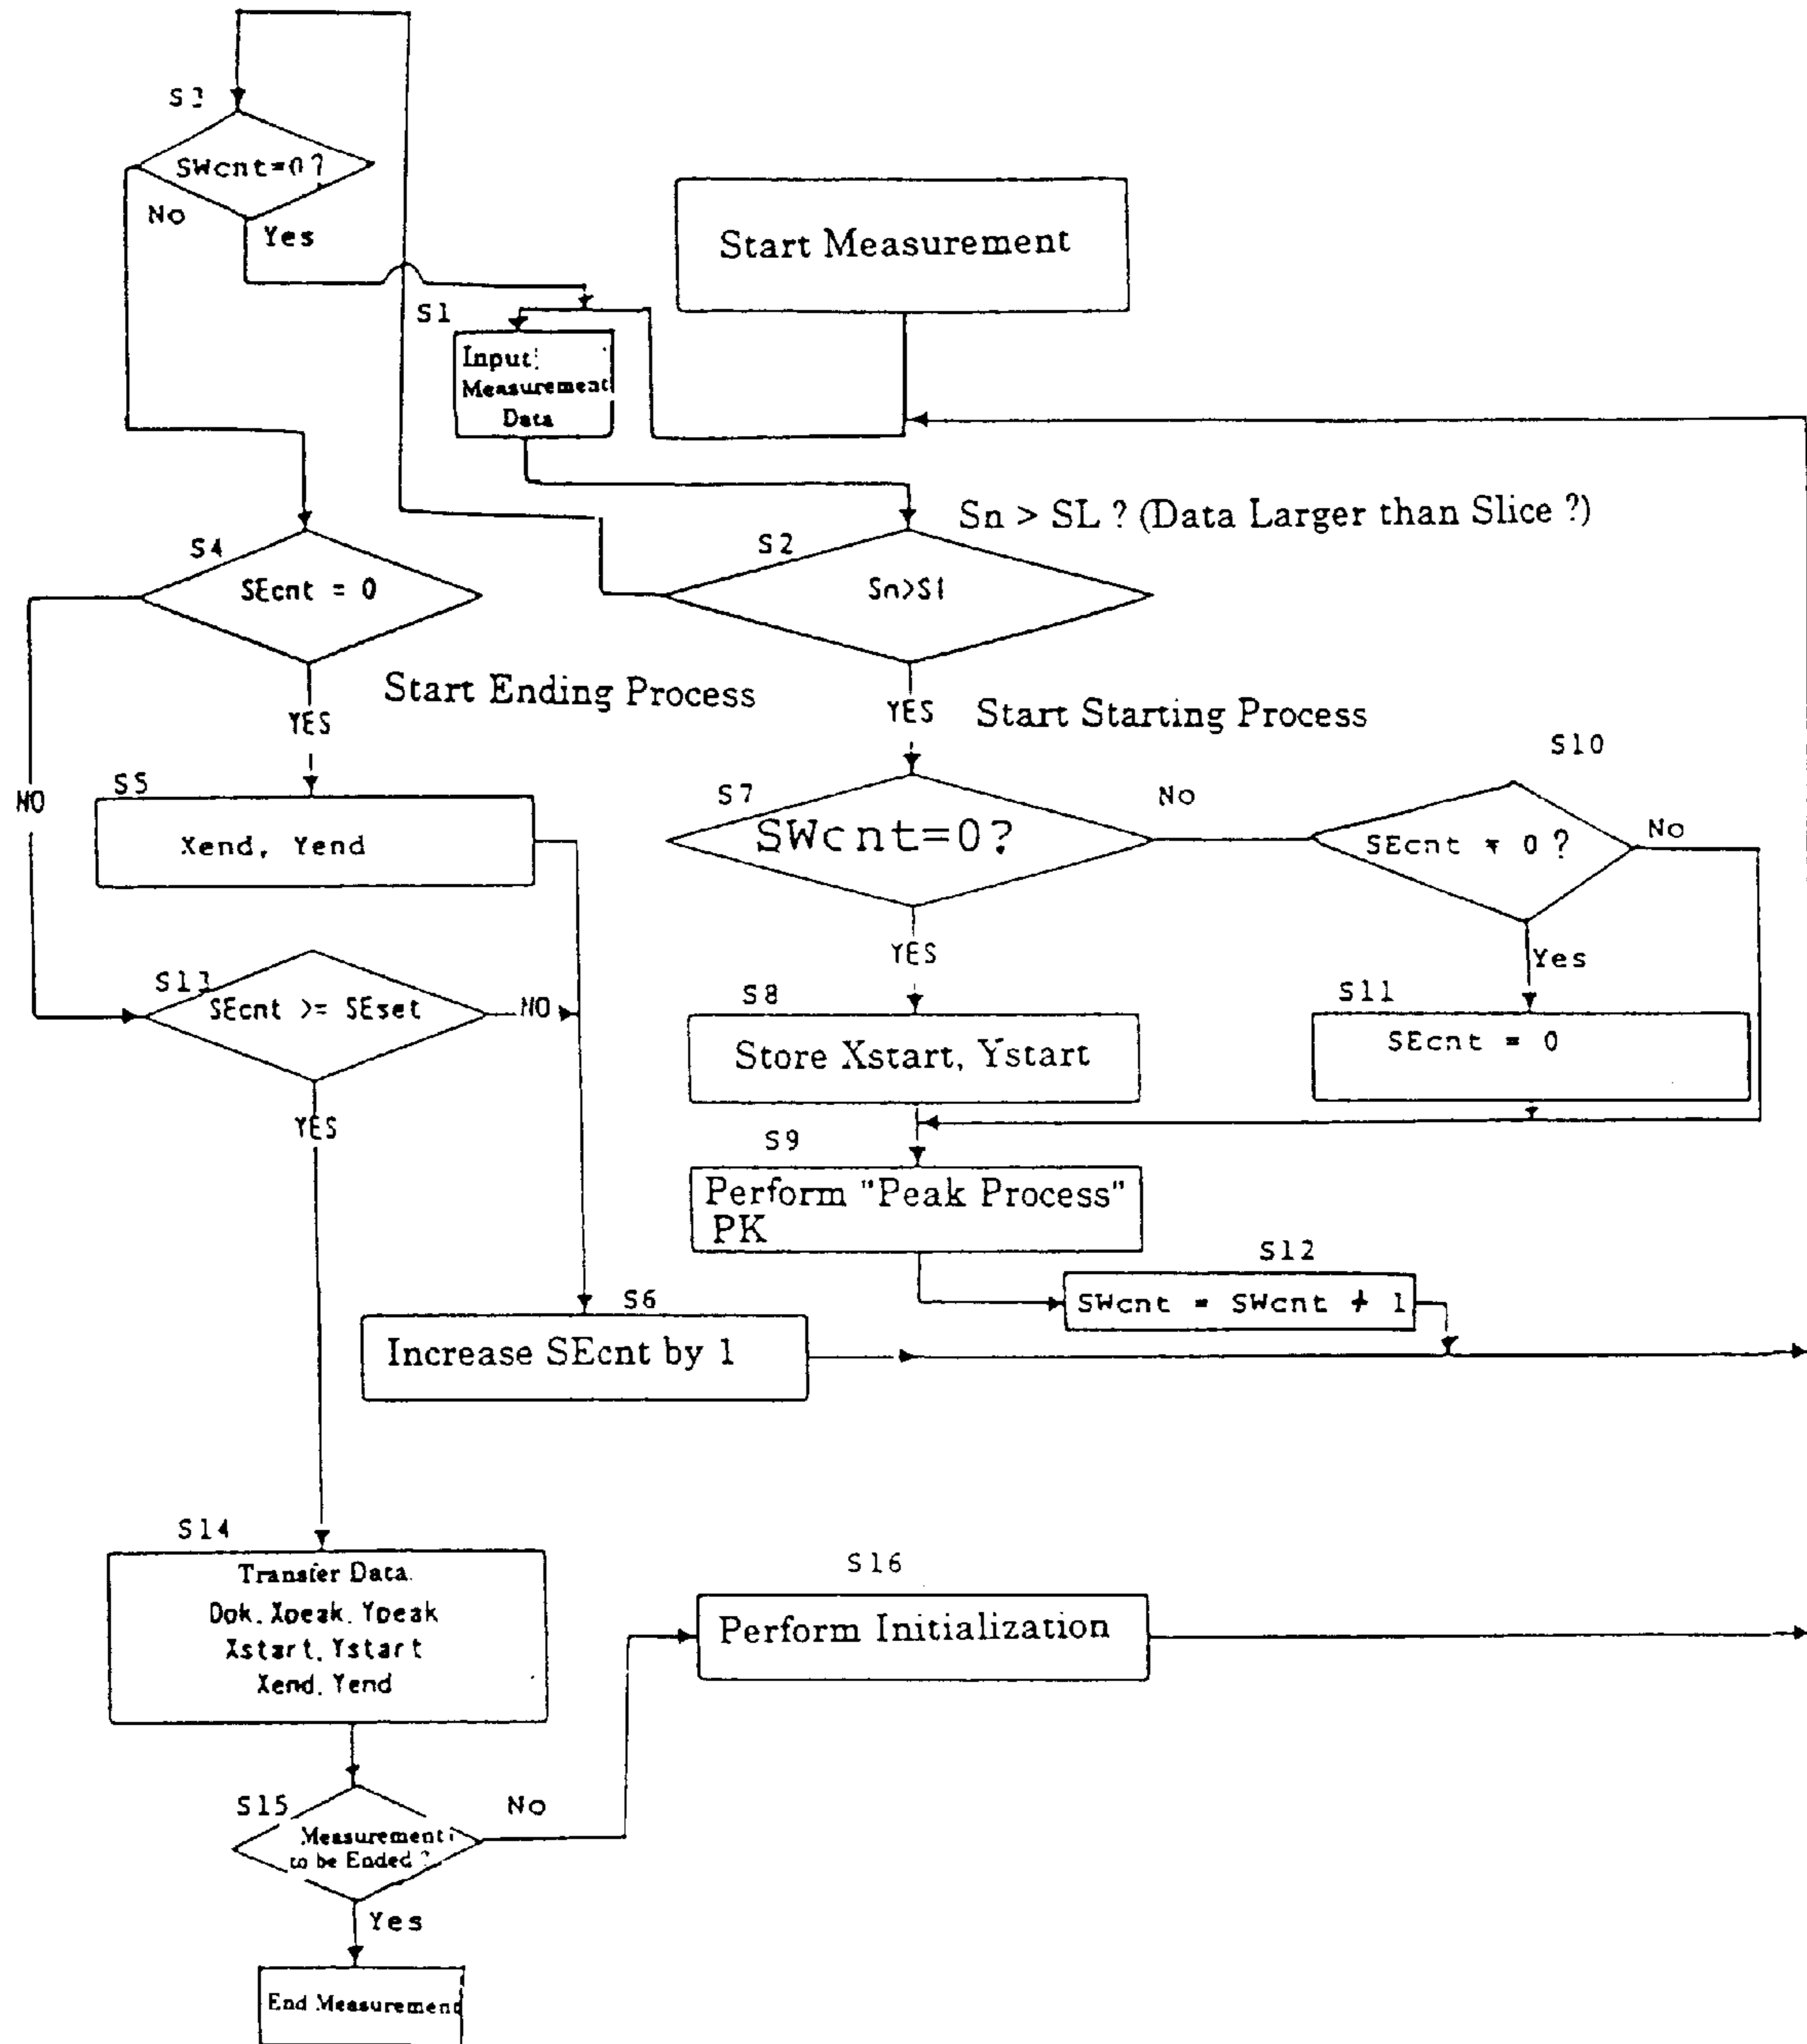 S3
SWcnt=0?
No
Yes
Start Measurement
S1
Input
Measurement
Data
Sn > SL ? (Data Larger than Slice ?)
S4
SEcnt = 0
S2
Sn>Sl
Start Ending Process
YES
YES
Start Starting Process
S10
NO
S5
Xend, Yend
S7
SWcnt=0?
No
SEcnt ≠ 0 ?
No
YES
Yes
S13
SEcnt >= SEset
NO
S8
Store Xstart, Ystart
S11
SEcnt = 0
YES
S9
Perform "Peak Process"
PK
S12
SWcnt = SWcnt + 1
S6
Increase SEcnt by 1
S14
Transfer Data
Dpk. Xpeak. Ypeak
Xstart. Ystart
Xend. Yend
S16
Perform Initialization
S15
No
Measurement
to be Ended ?
Yes
End Measurement